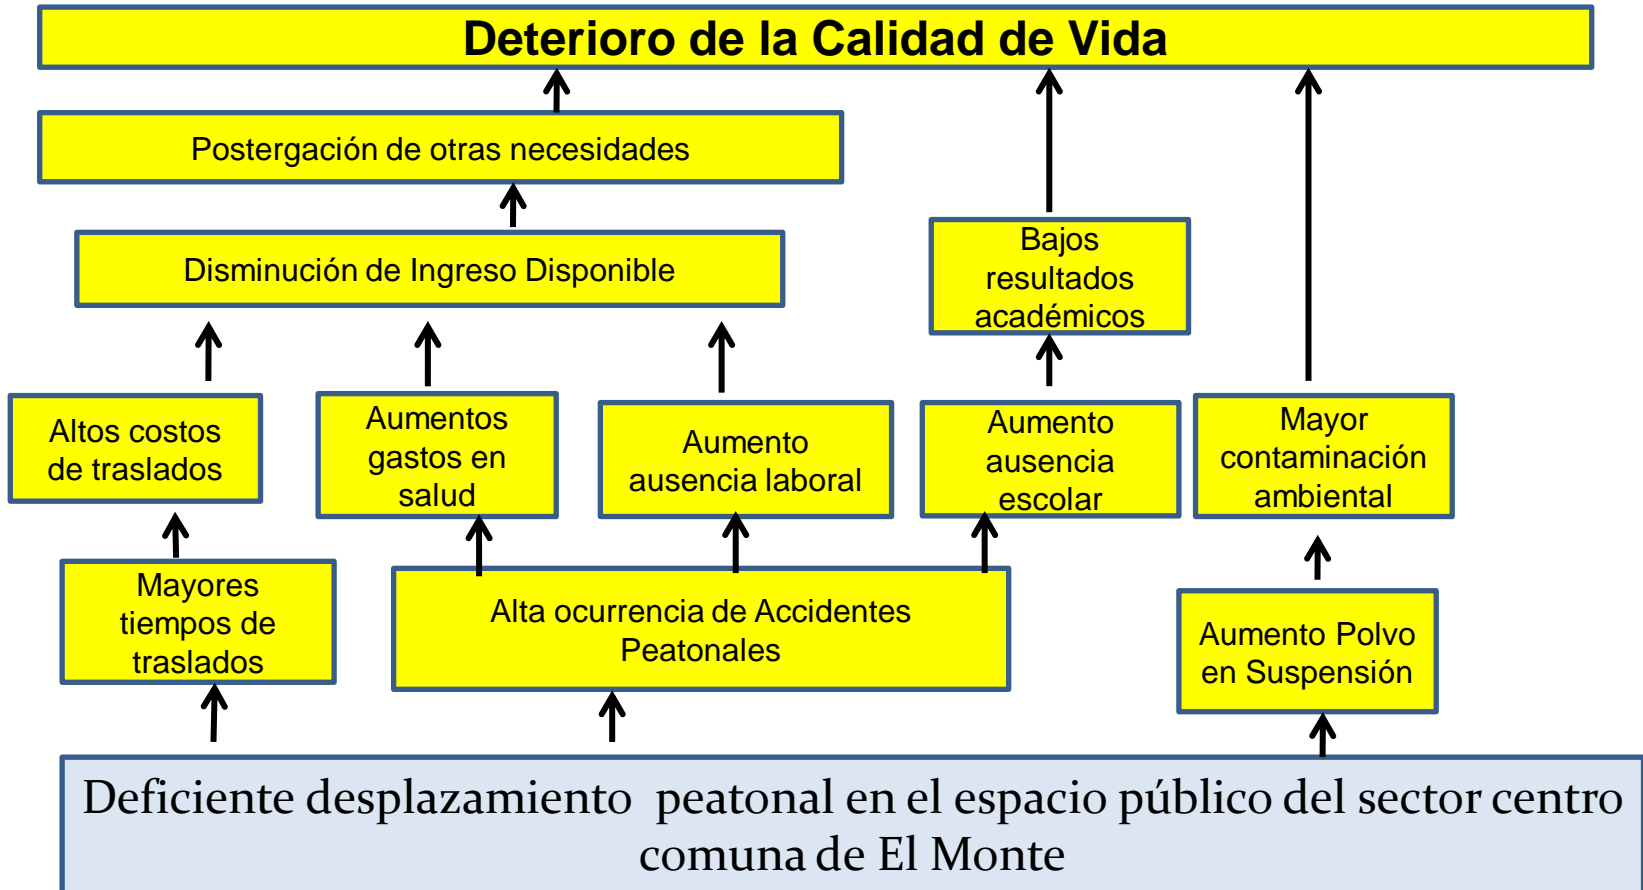 Deterioro de la Calidad de Vida
Postergación de otras necesidades
Disminución de Ingreso Disponible
Bajos
resultados
académicos
Altos costos
de traslados
Aumentos
gastos en
salud
Aumento
ausencia laboral
Aumento
ausencia
escolar
Mayor
contaminación
ambiental
Mayores
tiempos de
traslados
Alta ocurrencia de Accidentes
Peatonales
Aumento Polvo
en Suspensión
Deficiente desplazamiento peatonal en el espacio público del sector centro
comuna de El Monte